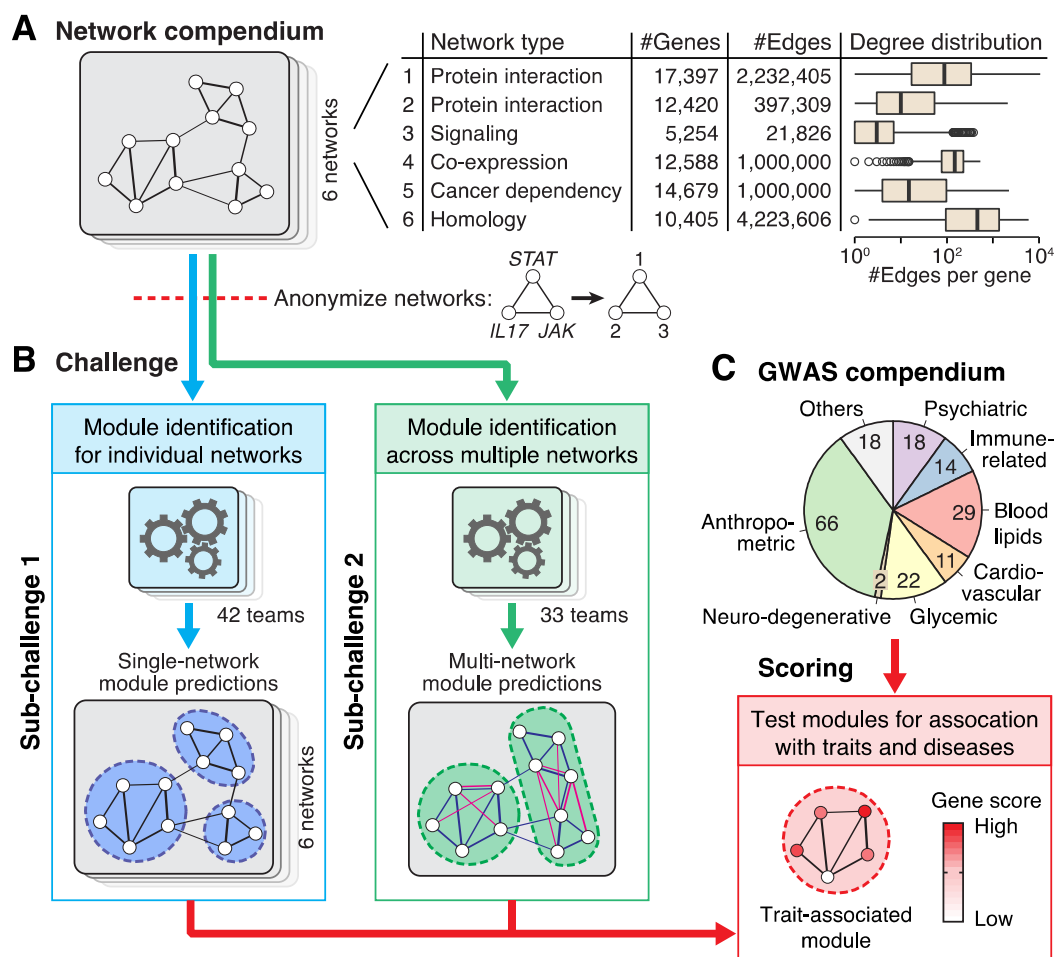 A Network compendium
6 networks
Network type #Genes #Edges Degree distribution
1 Protein interaction 17,397 2,232,405
2 Protein interaction 12,420 397,309
3 Signaling 5,254 21,826
4 Co-expression 12,588 1,000,000
5 Cancer dependency 14,679 1,000,000
6 Homology 10,405 4,223,606
10^0 10^2 10^4
#Edges per gene
Anonymize networks:
STAT
IL17 JAK
1
2 3
B Challenge
Sub-challenge 1
Module identification
for individual networks
42 teams
Single-network
module predictions
6 networks
Sub-challenge 2
Module identification
across multiple networks
33 teams
Multi-network
module predictions
C GWAS compendium
Others
18
Psychiatric
18
Immune-
related
14
Blood
lipids
29
Cardio-
vascular
11
Glycemic
22
Neuro-degenerative
2
Anthropo-
metric
66
Scoring
Test modules for assocation
with traits and diseases
Gene score
High
Low
Trait-associated
module